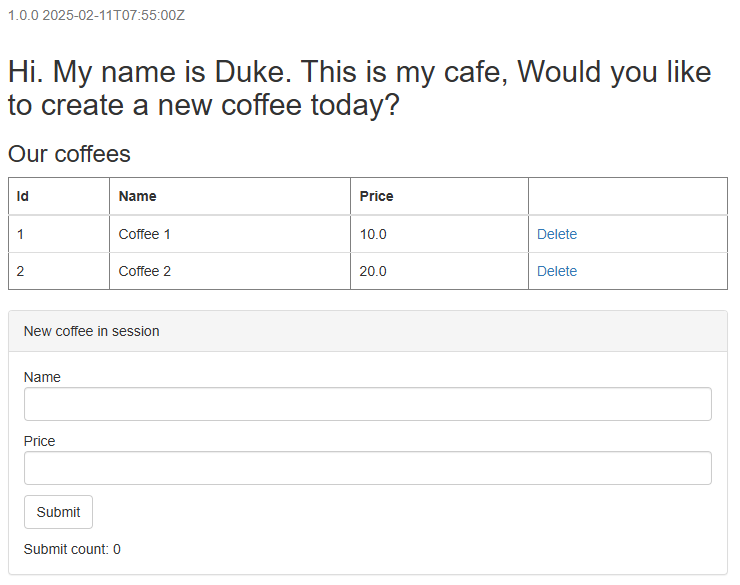 1.0.0 2025-02-11T07:55:00Z
Hi. My name is Duke. This is my cafe, Would you like
to create a new coffee today?
Our coffees
Id Name Price
1 Coffee 1 10.0 Delete
2 Coffee 2 20.0 Delete
New coffee in session
Name
Price
Submit
Submit count: 0